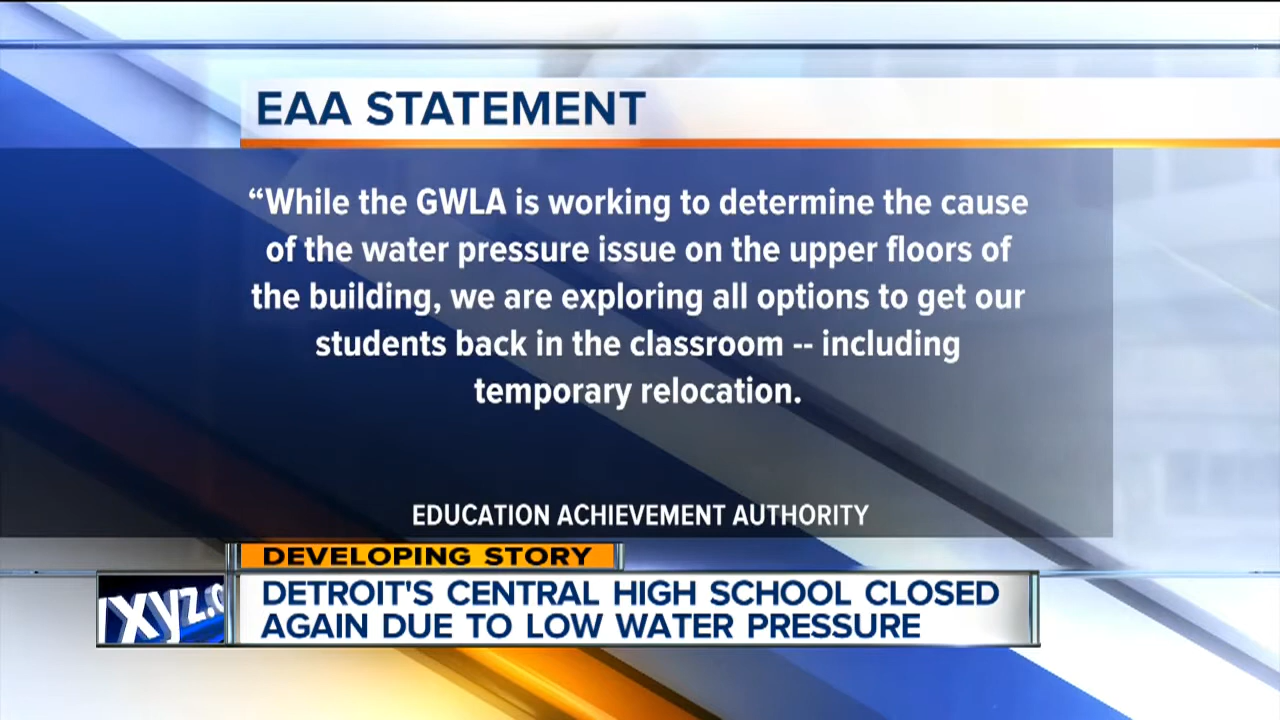 EAA STATEMENT
“While the GWLA is working to determine the cause
of the water pressure issue on the upper floors of
the building, we are exploring all options to get our
students back in the classroom -- including
temporary relocation.
EDUCATION ACHIEVEMENT AUTHORITY
DEVELOPING STORY
DETROIT'S CENTRAL HIGH SCHOOL CLOSED
AGAIN DUE TO LOW WATER PRESSURE
xyz.c